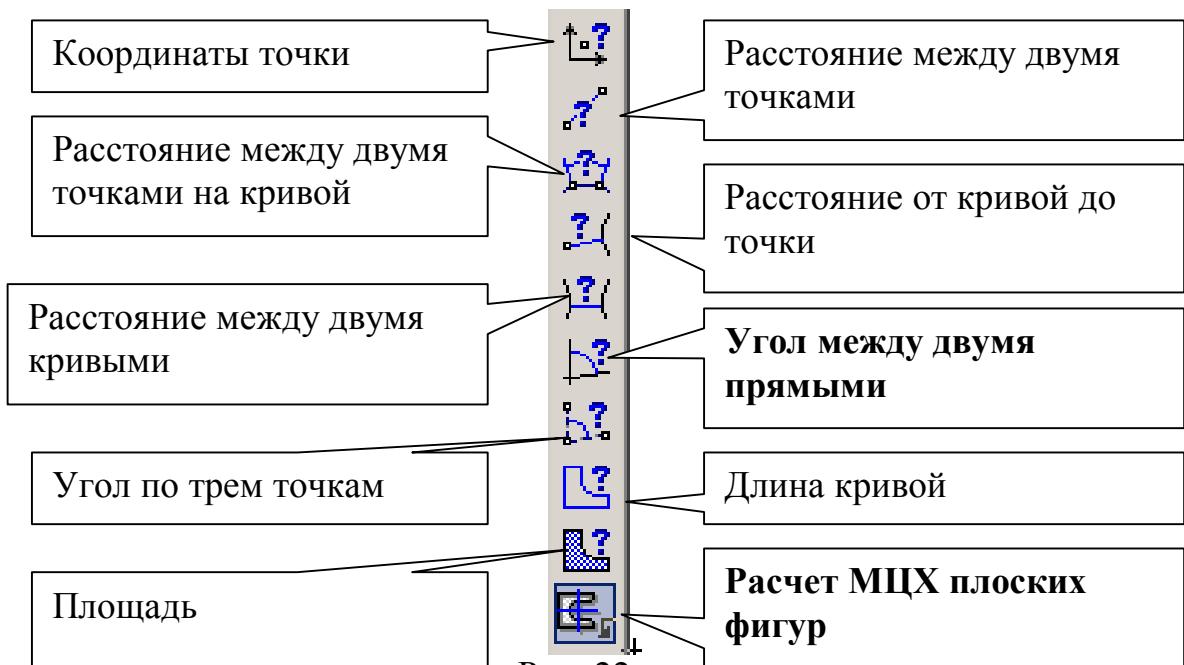 Координаты точки
Расстояние между двумя
точками
Расстояние между двумя
точками на кривой
Расстояние от кривой до
точки
Расстояние между двумя
кривыми
Угол между двумя
прямыми
Угол по трем точкам
Длина кривой
Площадь
Расчет МЦХ плоских
фигур